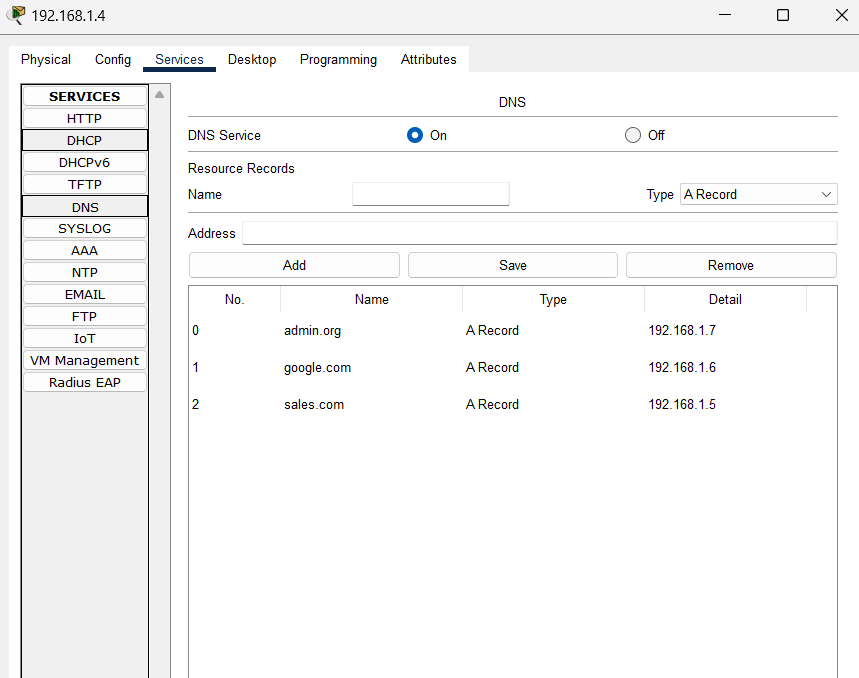 192.168.1.4
Physical Config Services Desktop Programming Attributes
SERVICES
HTTP
DHCP
DHCPv6
TFTP
DNS
SYSLOG
AAA
NTP
EMAIL
FTP
IoT
VM Management
Radius EAP
DNS
DNS Service On Off
Resource Records
Name Type A Record
Address
Add Save Remove
No. Name Type Detail
0 admin.org A Record 192.168.1.7
1 google.com A Record 192.168.1.6
2 sales.com A Record 192.168.1.5